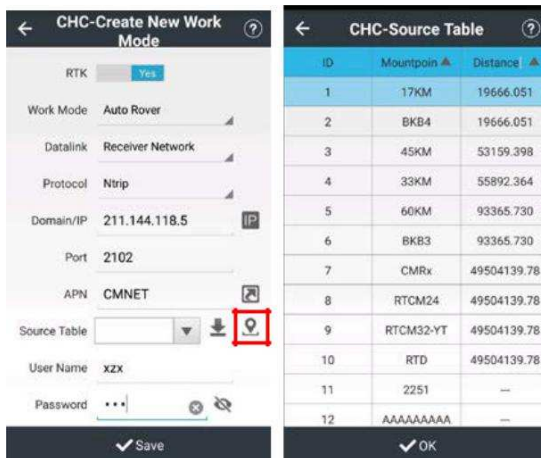 CHC-Create New Work Mode
?
RTK Yes
Work Mode Auto Rover
Datalink Receiver Network
Protocol Ntrip
Domain/IP 211.144.118.5 IP
Port 2102
APN CMNET
Source Table
User Name xzx
Password •••
Save
CHC-Source Table
?
ID Mountpoin Distance
1 17KM 19666.051
2 BKB4 19666.051
3 45KM 53159.398
4 33KM 55892.364
5 60KM 93365.730
6 BKB3 93365.730
7 CMRx 49504139.78
8 RTCM24 49504139.78
9 RTCM32-YT 49504139.78
10 RTD 49504139.78
11 2251 ---
12 AAAAAAAAA ---
OK